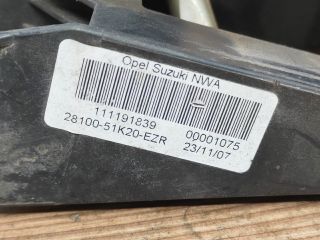 Opel Suzuki NWA
111191839 00001075
28100-51K20-EZR 23/11/07